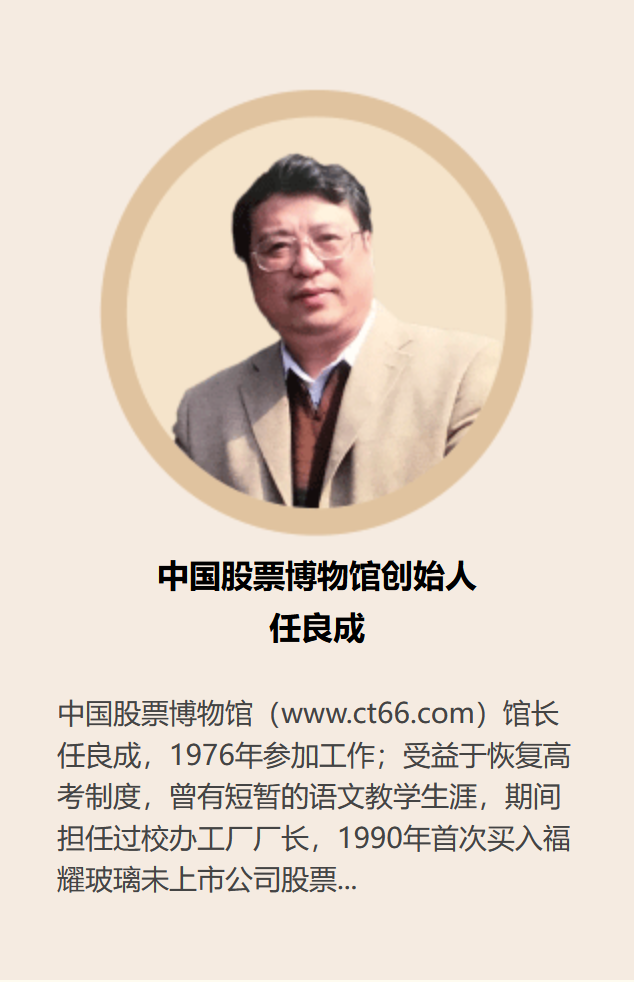 中国股票博物馆创始人
任良成
中国股票博物馆（www.ct66.com）馆长
任良成，1976年参加工作；受益于恢复高
考制度，曾有短暂的语文教学生涯，期间
担任过校办工厂厂长，1990年首次买入福
耀玻璃未上市公司股票...